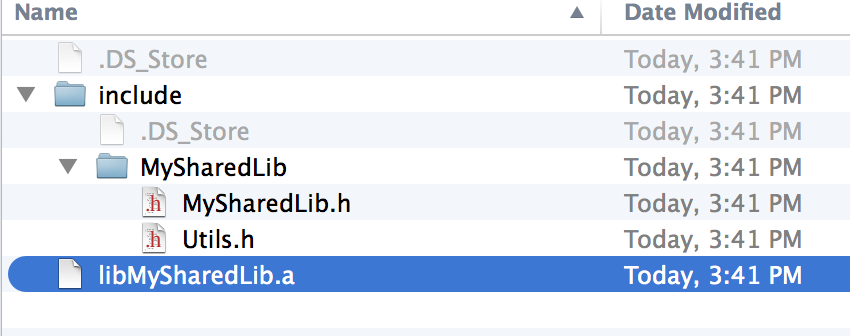 Name Date Modified
.DS_Store Today, 3:41 PM
include Today, 3:41 PM
.DS_Store Today, 3:41 PM
MySharedLib Today, 3:41 PM
.h MySharedLib.h Today, 3:41 PM
.h Utils.h Today, 3:41 PM
libMySharedLib.a Today, 3:41 PM